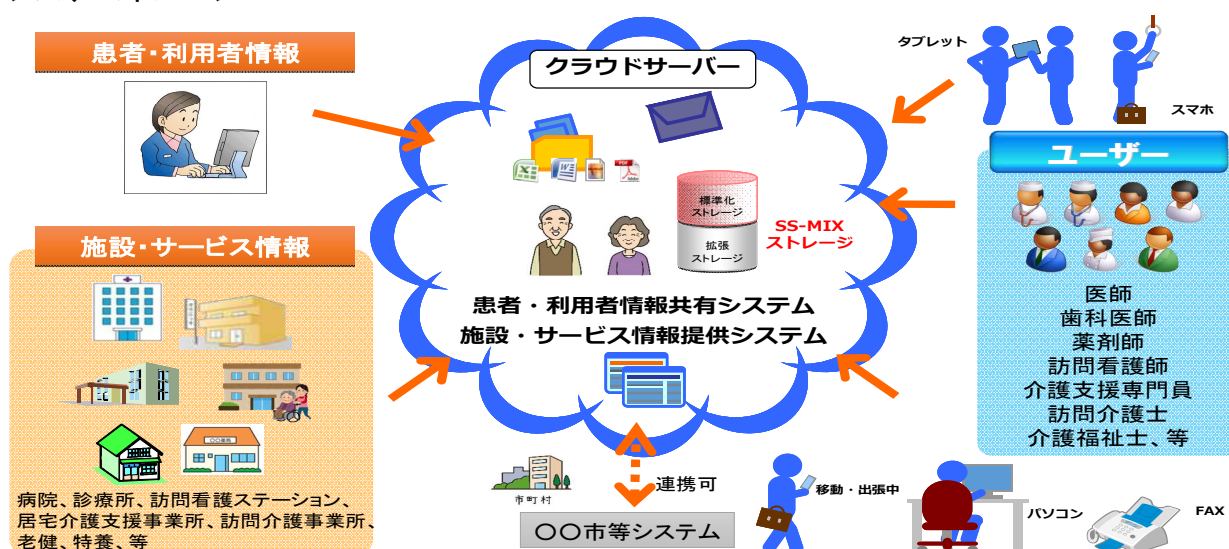 患者・利用者情報
クラウドサーバー
タブレット
スマホ
ユーザー
標準化
ストレージ
拡張
ストレージ
SS-MIX
ストレージ
施設・サービス情報
患者・利用者情報共有システム
施設・サービス情報提供システム
医師
歯科医師
薬剤師
訪問看護師
介護支援専門員
訪問介護士
介護福祉士、等
〇〇薬局
病院、診療所、訪問看護ステーション、
居宅介護支援事業所、訪問介護事業所、
老健、特養、等
市町村
連携可
〇〇市等システム
移動・出張中
パソコン
FAX